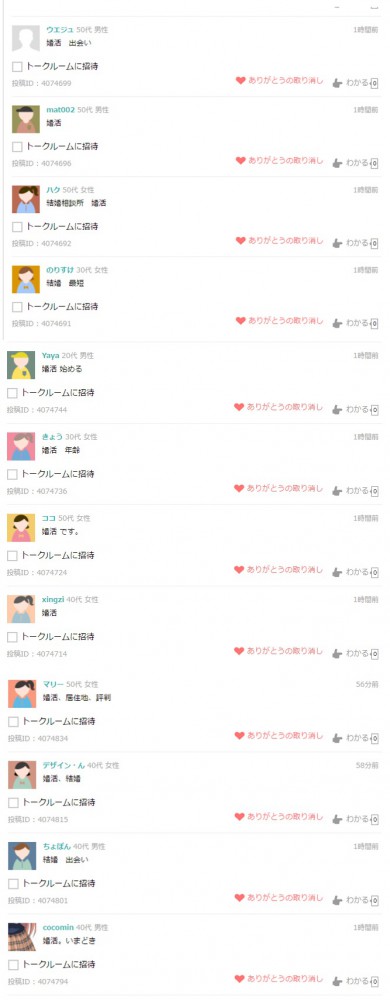 ウエジュ 50代 男性 1時間前
婚活　出会い
トークルームに招待
投稿ID：4074699 ありがとうの取り消し わかる 0
mat002 50代 男性 1時間前
婚活
トークルームに招待
投稿ID：4074696 ありがとうの取り消し わかる 0
ハク 50代 女性 1時間前
結婚相談所　婚活
トークルームに招待
投稿ID：4074692 ありがとうの取り消し わかる 0
のりすけ 30代 女性 1時間前
結婚　最短
トークルームに招待
投稿ID：4074691 ありがとうの取り消し わかる 0
Yaya 20代 男性 1時間前
婚活 始める
トークルームに招待
投稿ID：4074744 ありがとうの取り消し わかる 0
きょう 30代 女性 1時間前
婚活　年齢
トークルームに招待
投稿ID：4074736 ありがとうの取り消し わかる 0
ココ 50代 女性 1時間前
婚活 です。
トークルームに招待
投稿ID：4074724 ありがとうの取り消し わかる 0
xingzi 40代 女性 1時間前
婚活
トークルームに招待
投稿ID：4074714 ありがとうの取り消し わかる 0
マリー 50代 女性 56分前
婚活、居住地、評判
トークルームに招待
投稿ID：4074834 ありがとうの取り消し わかる 0
デザイン・ん 40代 女性 58分前
婚活、結婚
トークルームに招待
投稿ID：4074815 ありがとうの取り消し わかる 0
ちょぼん 40代 男性 1時間前
結婚　出会い
トークルームに招待
投稿ID：4074801 ありがとうの取り消し わかる 0
cocomin 40代 男性 1時間前
婚活。いまどき
トークルームに招待
投稿ID：4074794 ありがとうの取り消し わかる 0